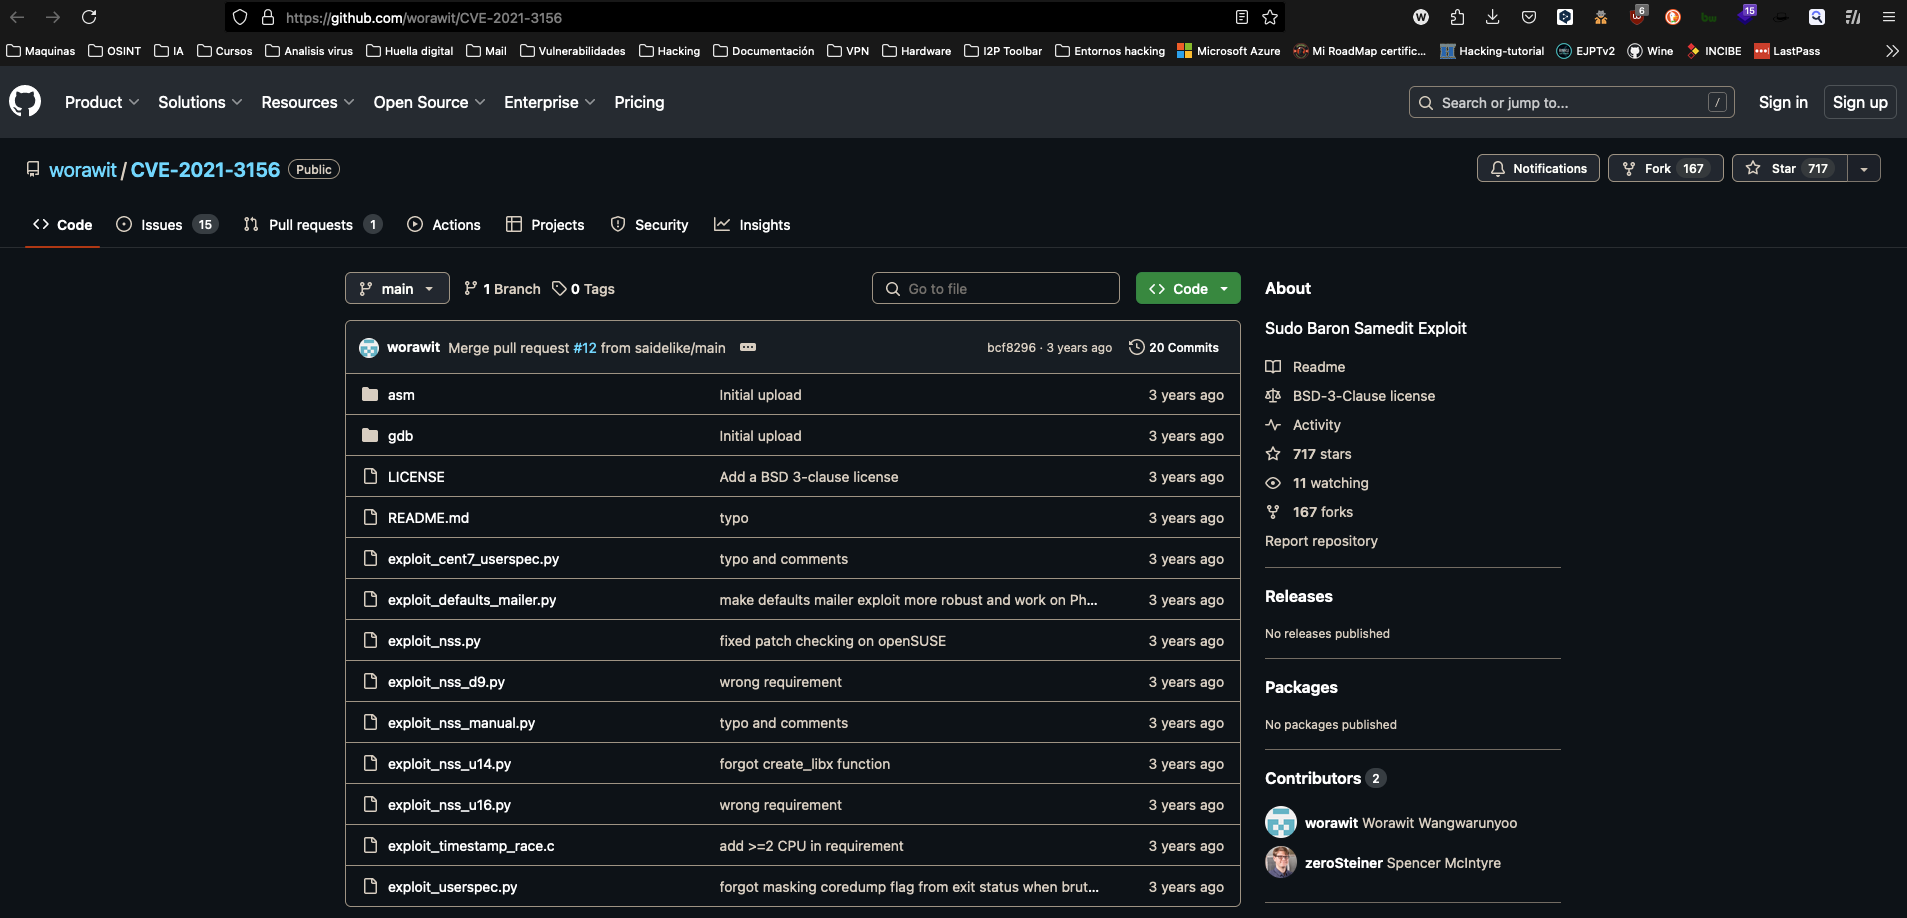 https://github.com/worawit/CVE-2021-3156
W 6 15 bw
Maquinas OSINT IA Cursos Analisis virus Huella digital Mail Vulnerabilidades Hacking Documentación VPN Hardware I2P Toolbar Entornos hacking Microsoft Azure Mi RoadMap certific... Hacking-tutorial EJPTv2 Wine INCIBE LastPass
Product Solutions Resources Open Source Enterprise Pricing Search or jump to... / Sign in Sign up
worawit / CVE-2021-3156 Public Notifications Fork 167 Star 717
Code Issues 15 Pull requests 1 Actions Projects Security Insights
main 1 Branch 0 Tags Go to file Code
worawit Merge pull request #12 from saidelike/main bcf8296 · 3 years ago 20 Commits
asm Initial upload 3 years ago
gdb Initial upload 3 years ago
LICENSE Add a BSD 3-clause license 3 years ago
README.md typo 3 years ago
exploit_cent7_userspec.py typo and comments 3 years ago
exploit_defaults_mailer.py make defaults mailer exploit more robust and work on Ph... 3 years ago
exploit_nss.py fixed patch checking on openSUSE 3 years ago
exploit_nss_d9.py wrong requirement 3 years ago
exploit_nss_manual.py typo and comments 3 years ago
exploit_nss_u14.py forgot create_libx function 3 years ago
exploit_nss_u16.py wrong requirement 3 years ago
exploit_timestamp_race.c add >=2 CPU in requirement 3 years ago
exploit_userspec.py forgot masking coredump flag from exit status when brut... 3 years ago
About
Sudo Baron Samedit Exploit
Readme
BSD-3-Clause license
Activity
717 stars
11 watching
167 forks
Report repository
Releases
No releases published
Packages
No packages published
Contributors 2
worawit Worawit Wangwarunyoo
zeroSteiner Spencer McIntyre